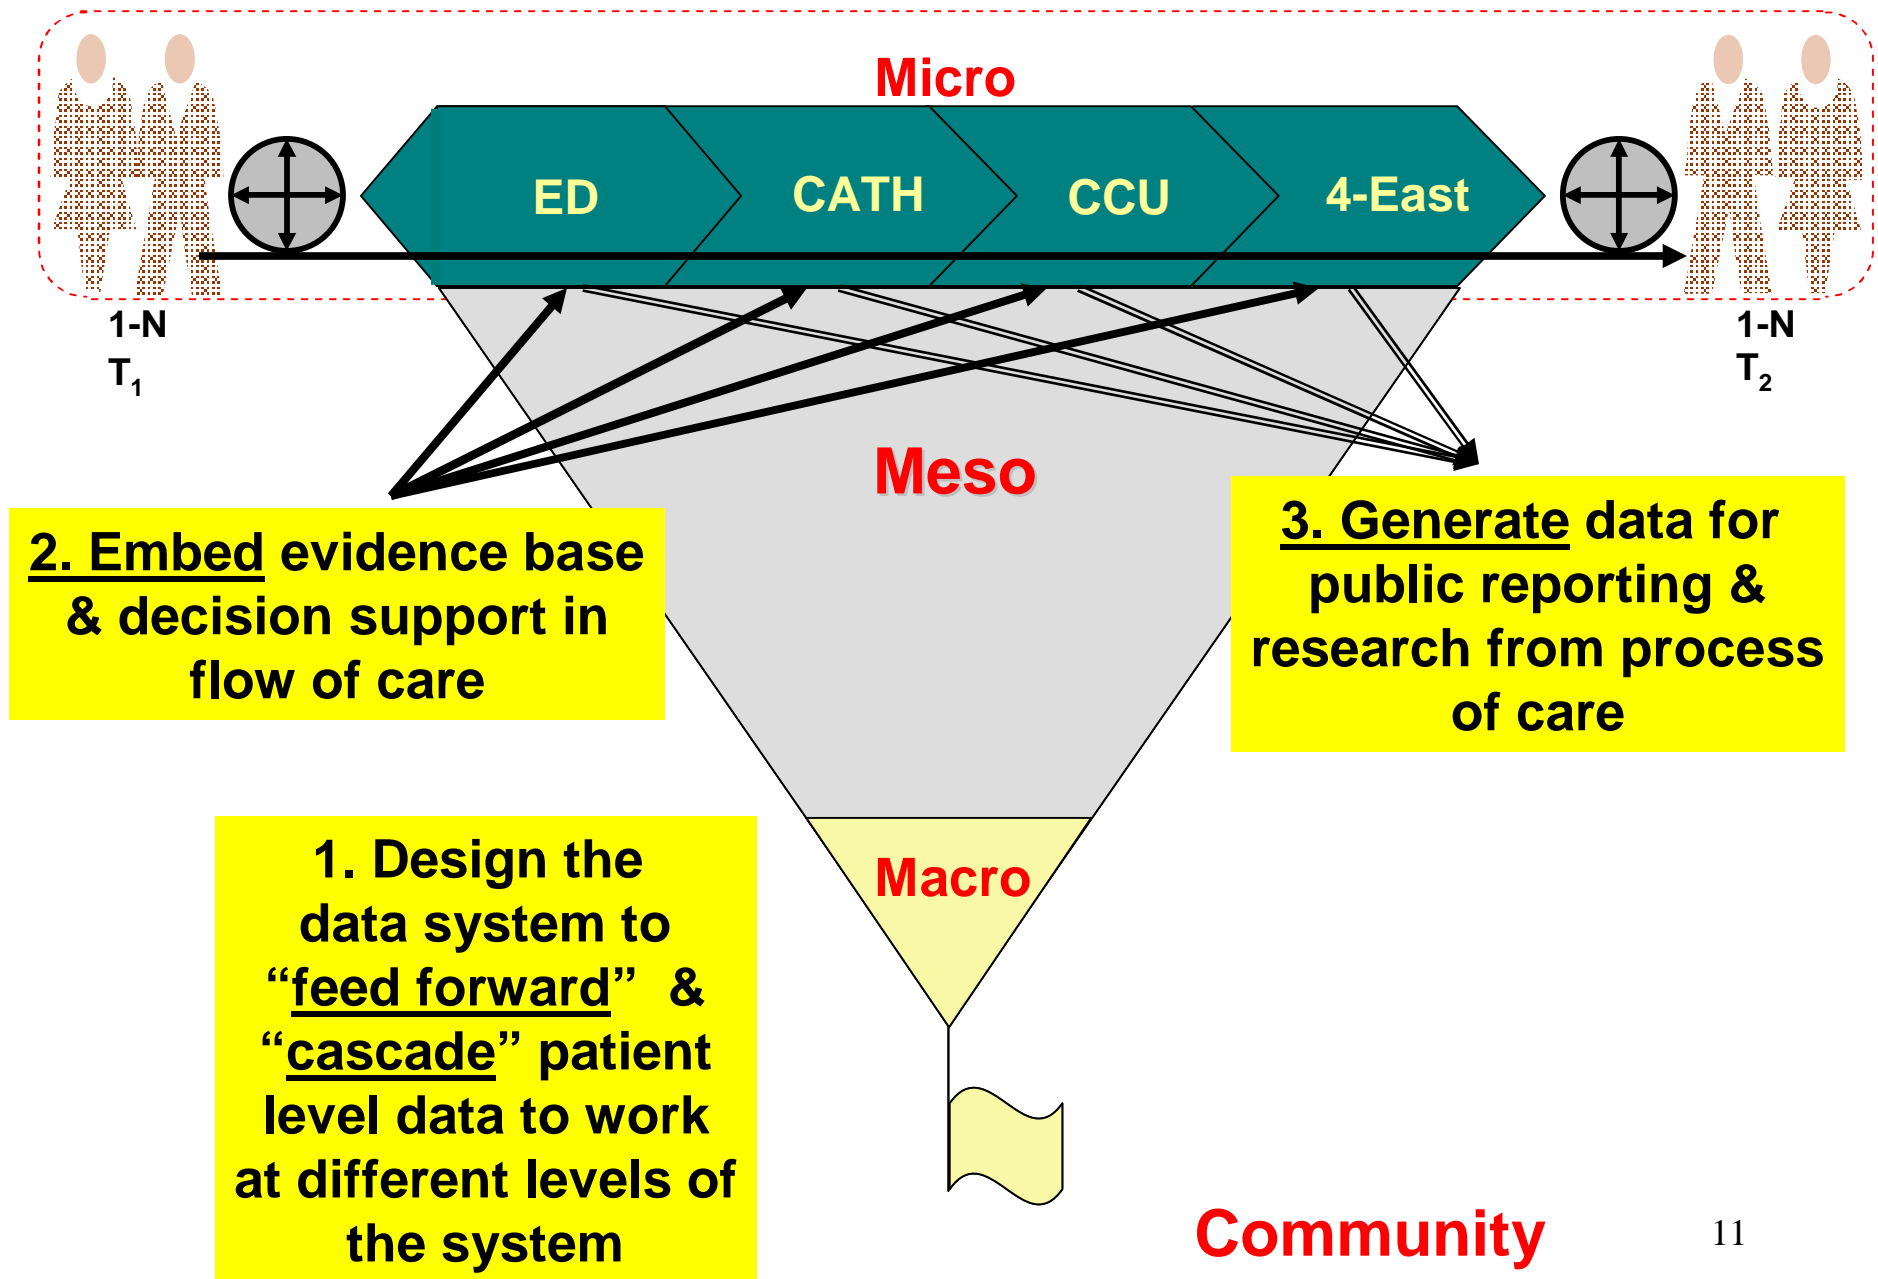 Micro
ED
CATH
CCU
4-East
1-N
T1
1-N
T2
Meso
2. Embed evidence base
& decision support in
flow of care
3. Generate data for
public reporting &
research from process
of care
Macro
1. Design the
data system to
“feed forward” &
“cascade” patient
level data to work
at different levels of
the system
Community
11